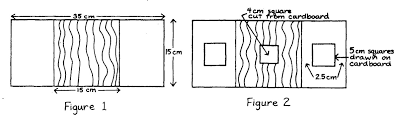 35 cm
15 cm
15 cm
Figure 1
4 cm square
cut from cardboard
5 cm squares
drawn on
cardboard
2.5 cm
Figure 2